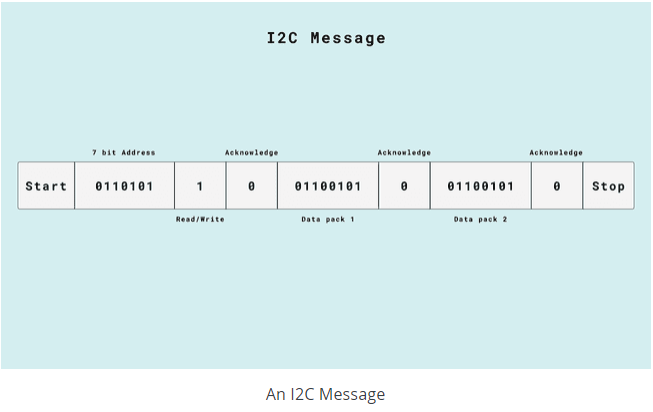 I2C Message
7 bit Address Acknowledge Acknowledge Acknowledge
Start 0110101 1 0 01100101 0 01100101 0 Stop
Read/Write Data pack 1 Data pack 2
An I2C Message